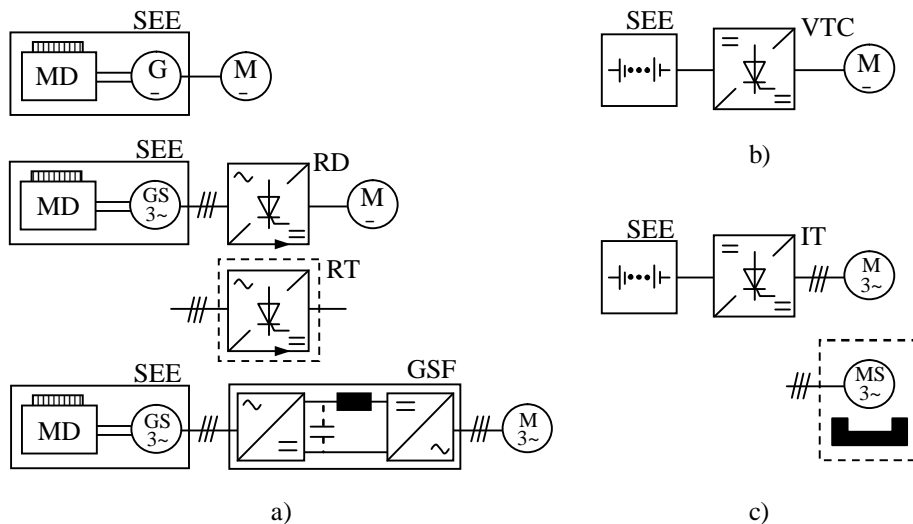 SEE
MD
G
–
M
–
SEE
MD
GS
3~
RD
M
–
RT
SEE
MD
GS
3~
GSF
M
3~
a)
SEE
VTC
M
–
b)
SEE
IT
M
3~
MS
3~
c)